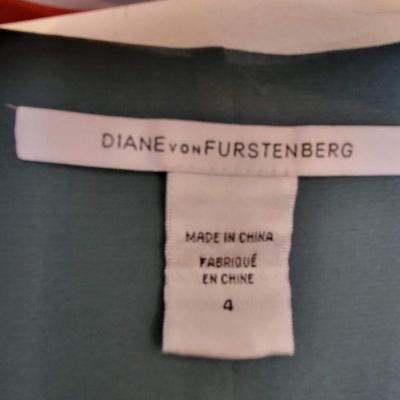 DIANE VON FURSTENBERG
MADE IN CHINA
FABRIQUÉ
EN CHINE
4